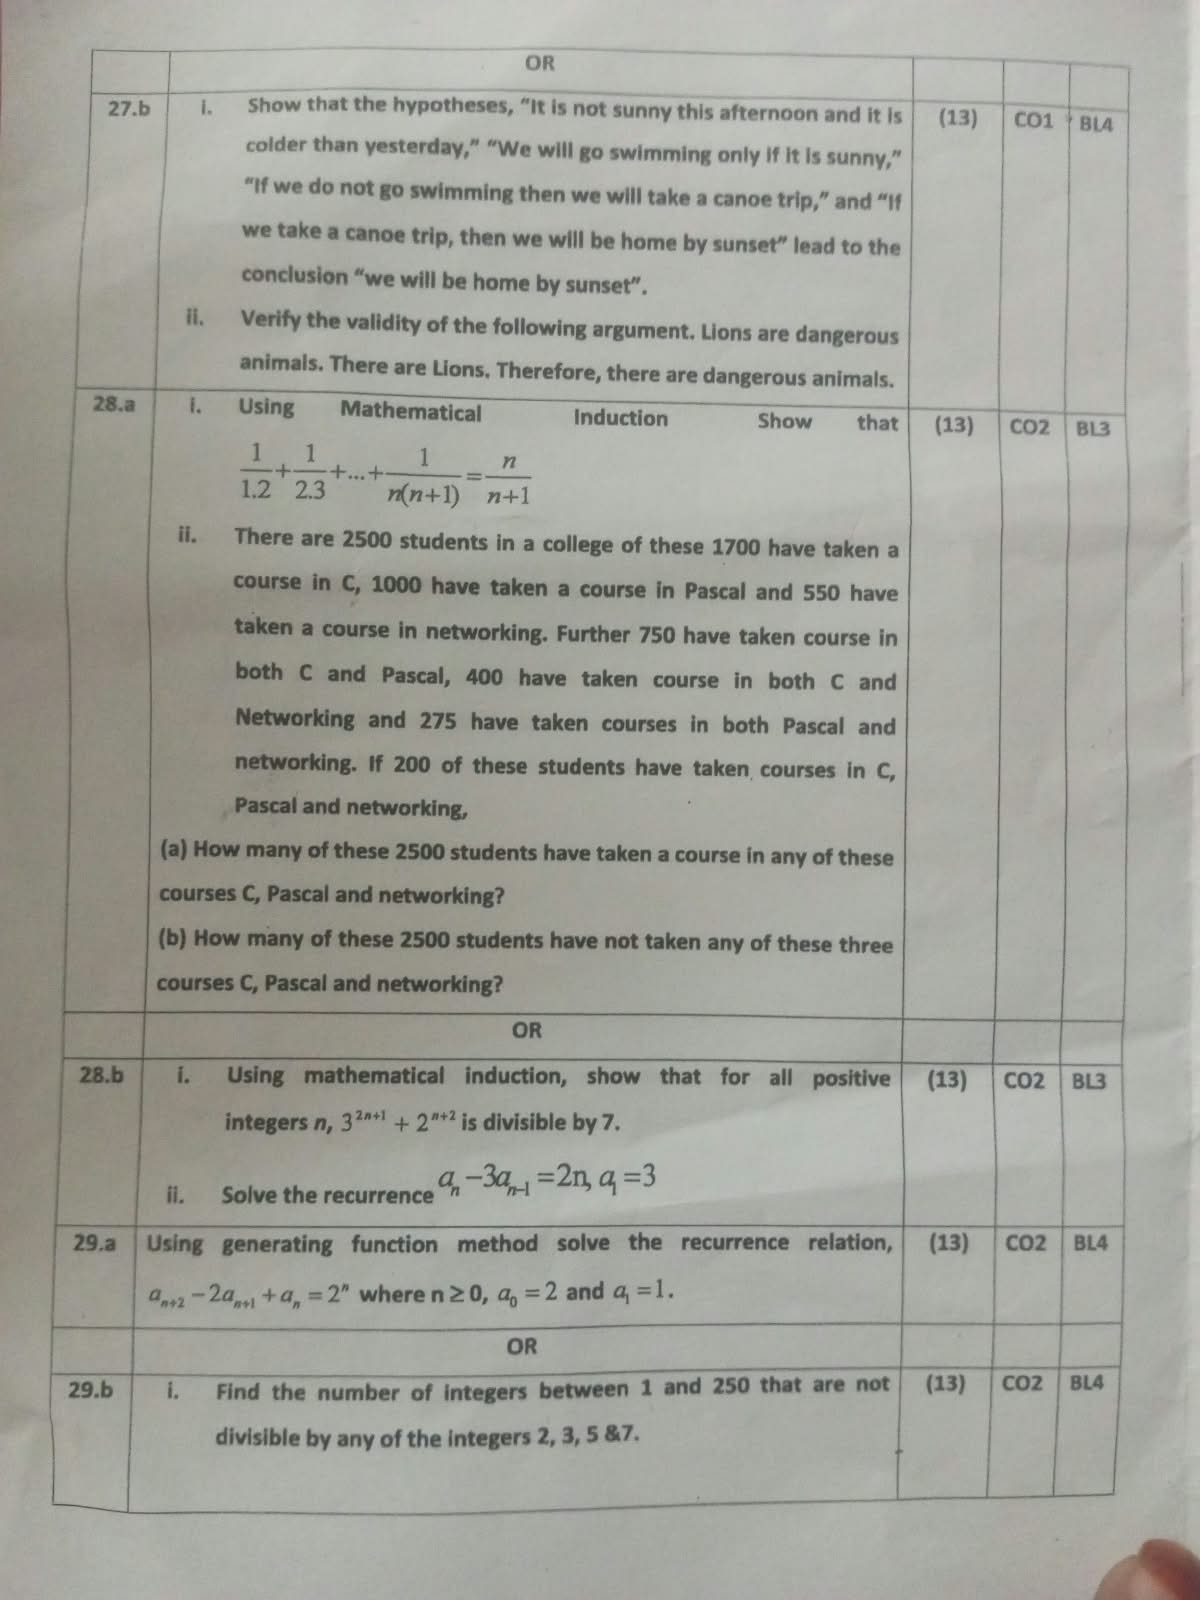 OR
27.b i. Show that the hypotheses, "It is not sunny this afternoon and it is (13) CO1 BL4
colder than yesterday," "We will go swimming only if it is sunny,"
"If we do not go swimming then we will take a canoe trip," and "If
we take a canoe trip, then we will be home by sunset" lead to the
conclusion "we will be home by sunset".
ii. Verify the validity of the following argument. Lions are dangerous
animals. There are Lions. Therefore, there are dangerous animals.
28.a i. Using Mathematical Induction Show that (13) CO2 BL3
1/1.2 + 1/2.3 + ... + 1/n(n+1) = n/n+1
ii. There are 2500 students in a college of these 1700 have taken a
course in C, 1000 have taken a course in Pascal and 550 have
taken a course in networking. Further 750 have taken course in
both C and Pascal, 400 have taken course in both C and
Networking and 275 have taken courses in both Pascal and
networking. If 200 of these students have taken courses in C,
Pascal and networking,
(a) How many of these 2500 students have taken a course in any of these
courses C, Pascal and networking?
(b) How many of these 2500 students have not taken any of these three
courses C, Pascal and networking?
OR
28.b i. Using mathematical induction, show that for all positive (13) CO2 BL3
integers n, 3²ⁿ⁺¹ + 2ⁿ⁺² is divisible by 7.
ii. Solve the recurrence aₙ − 3aₙ₋₁ = 2n, a₁ = 3
29.a Using generating function method solve the recurrence relation, (13) CO2 BL4
aₙ₊₂ − 2aₙ₊₁ + aₙ = 2ⁿ where n ≥ 0, a₀ = 2 and a₁ = 1.
OR
29.b i. Find the number of integers between 1 and 250 that are not (13) CO2 BL4
divisible by any of the integers 2, 3, 5 &7.